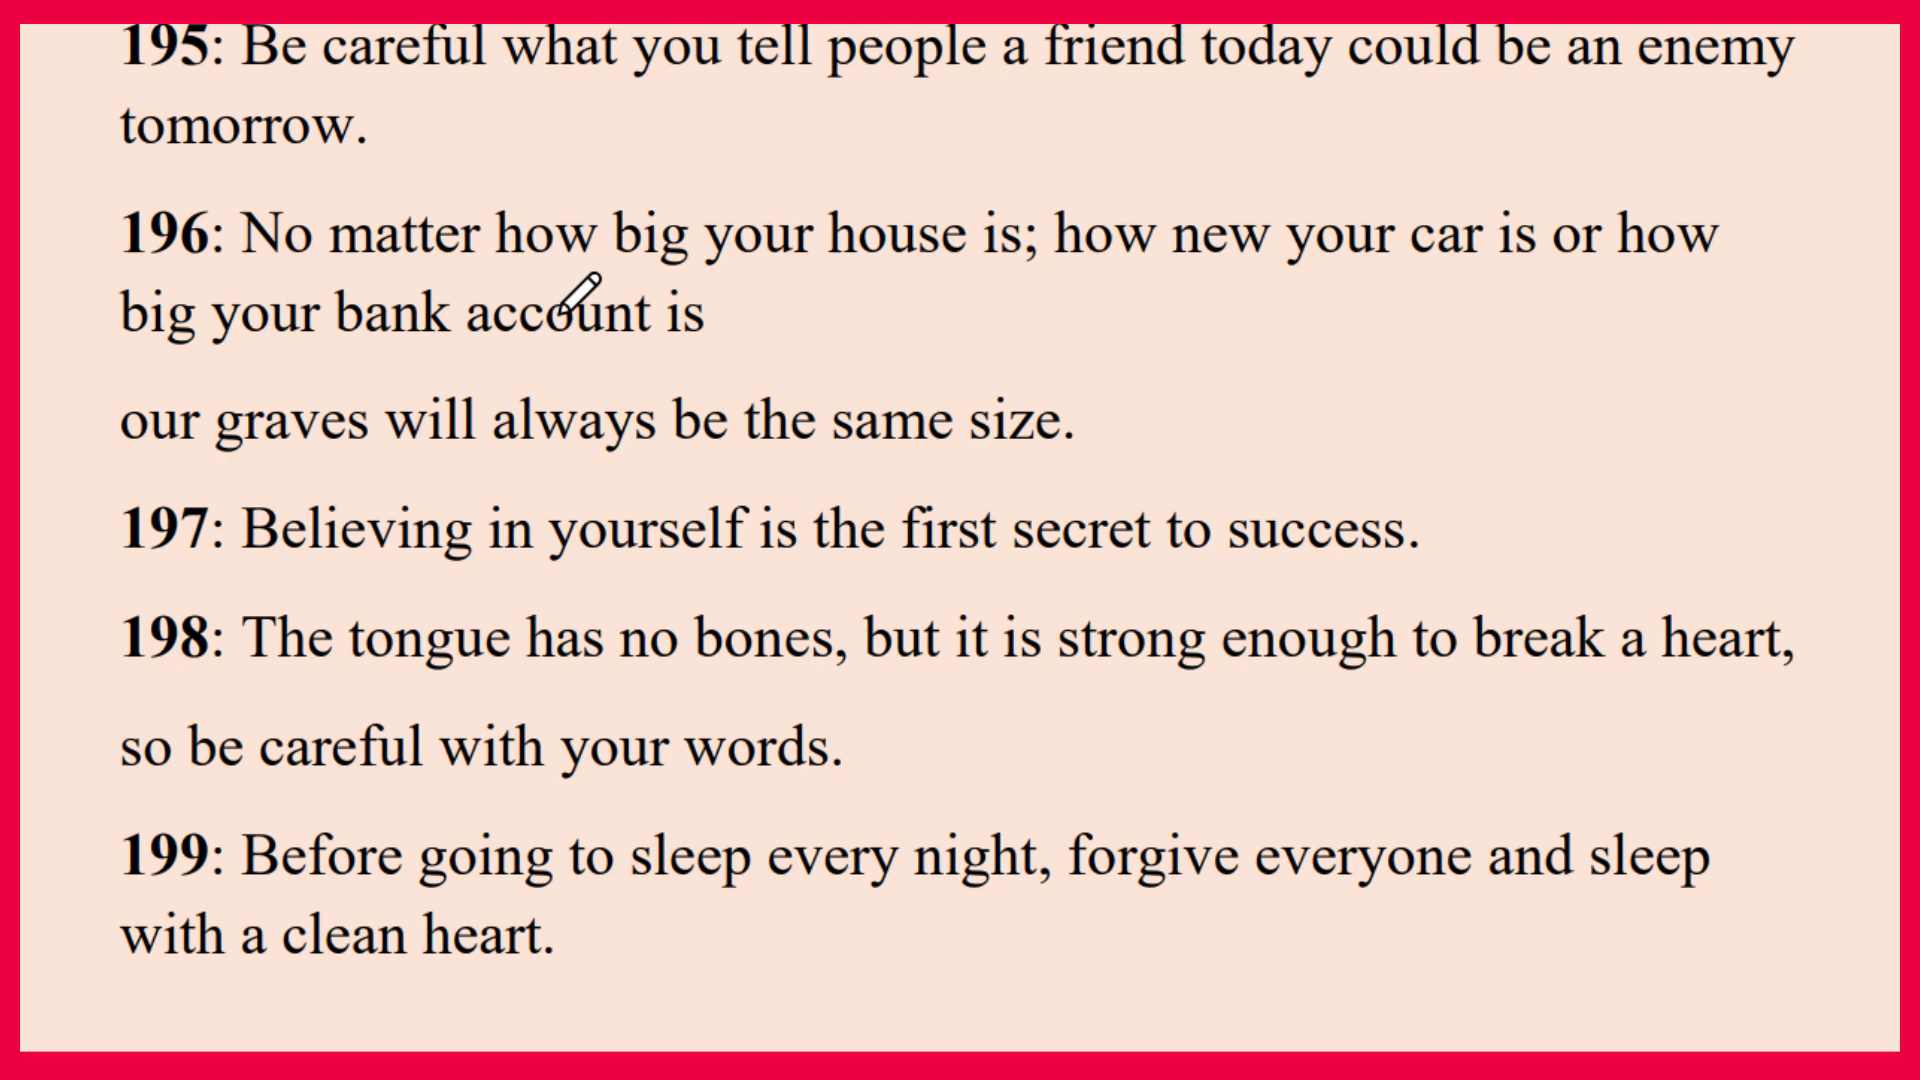 195: Be careful what you tell people a friend today could be an enemy
tomorrow.
196: No matter how big your house is; how new your car is or how
big your bank account is
our graves will always be the same size.
197: Believing in yourself is the first secret to success.
198: The tongue has no bones, but it is strong enough to break a heart,
so be careful with your words.
199: Before going to sleep every night, forgive everyone and sleep
with a clean heart.